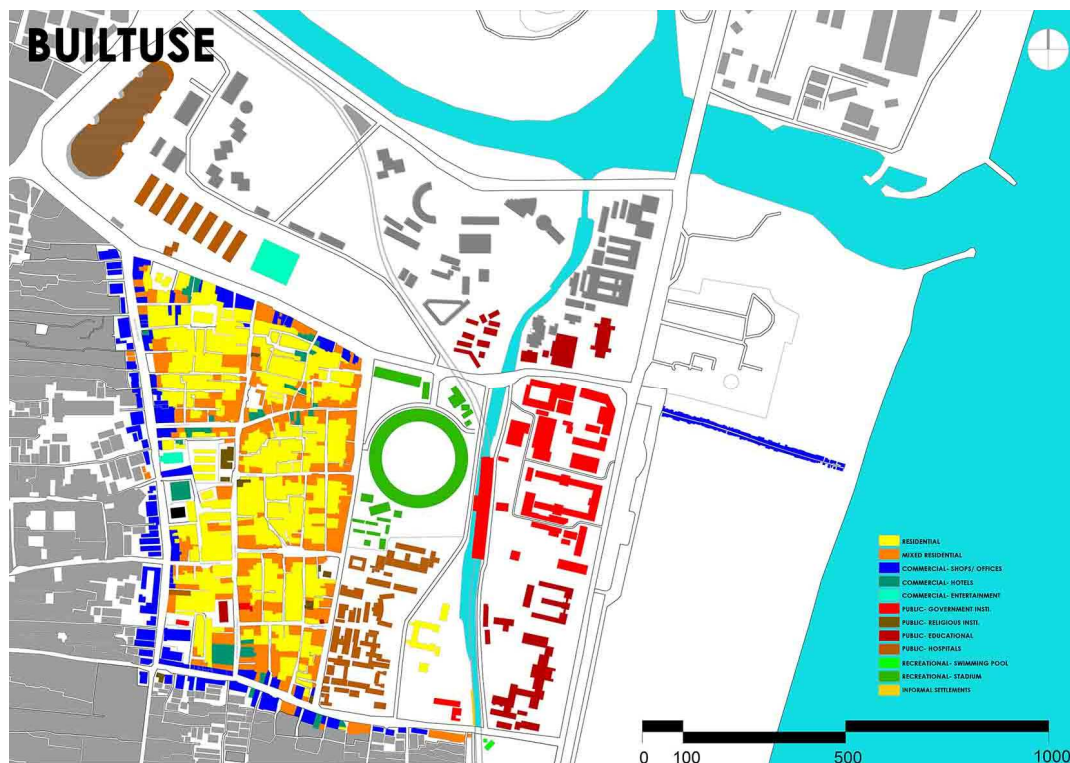 BUILTUSE
RESIDENTIAL
MIXED RESIDENTIAL
COMMERCIAL- SHOPS/ OFFICES
COMMERCIAL- HOTELS
COMMERCIAL- ENTERTAINMENT
PUBLIC- GOVERNMENT INSTI.
PUBLIC- RELIGIOUS INSTI.
PUBLIC- EDUCATIONAL
PUBLIC- HOSPITALS
RECREATIONAL- SWIMMING POOL
RECREATIONAL- STADIUM
INFORMAL SETTLEMENTS
0 100 500 1000